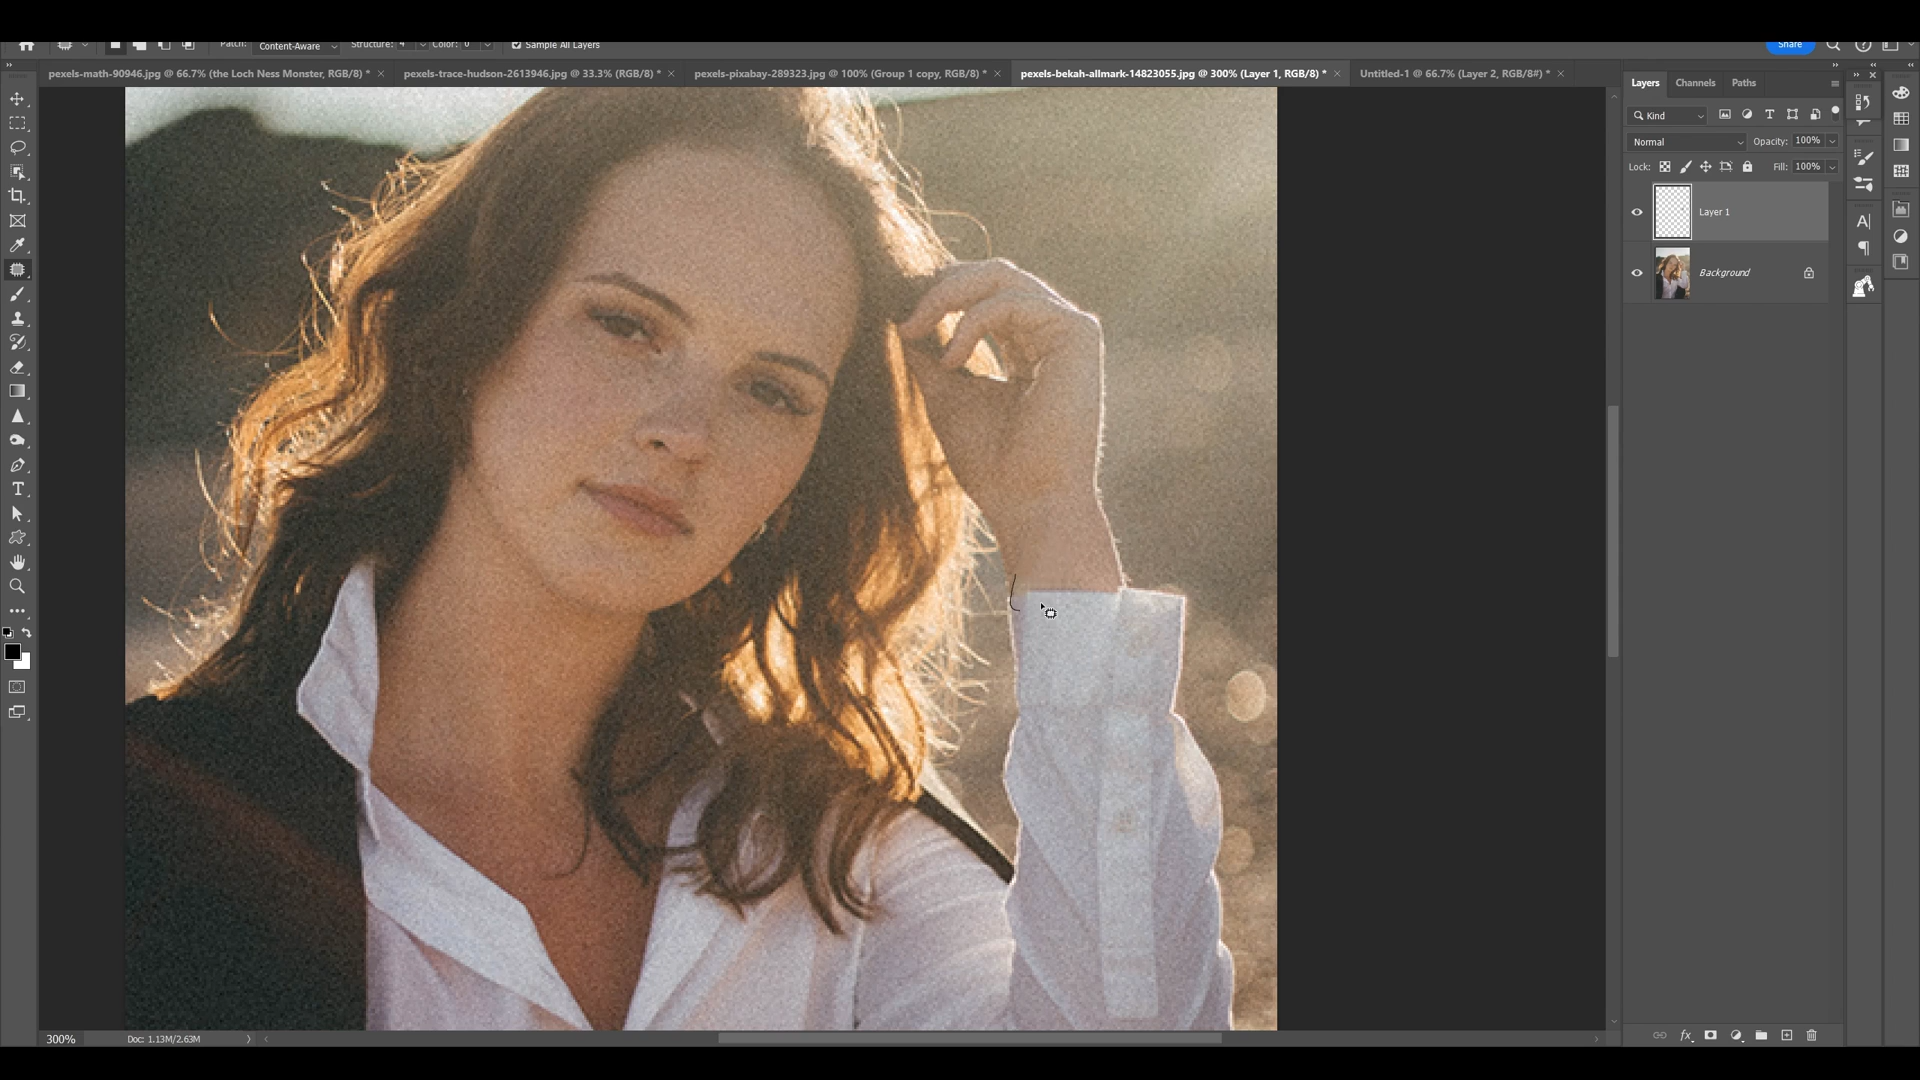 Patch: Content-Aware Structure: 4 Color: 0 Sample All Layers Share
pexels-math-90946.jpg @ 66.7% (the Loch Ness Monster, RGB/8) * pexels-trace-hudson-2613946.jpg @ 33.3% (RGB/8) * pexels-pixabay-289323.jpg @ 100% (Group 1 copy, RGB/8) * pexels-bekah-allmark-14823055.jpg @ 300% (Layer 1, RGB/8) * Untitled-1 @ 66.7% (Layer 2, RGB/8#) *
Layers Channels Paths
Kind
Normal Opacity: 100%
Lock: Fill: 100%
Layer 1
Background
300% Doc: 1.13M/2.63M